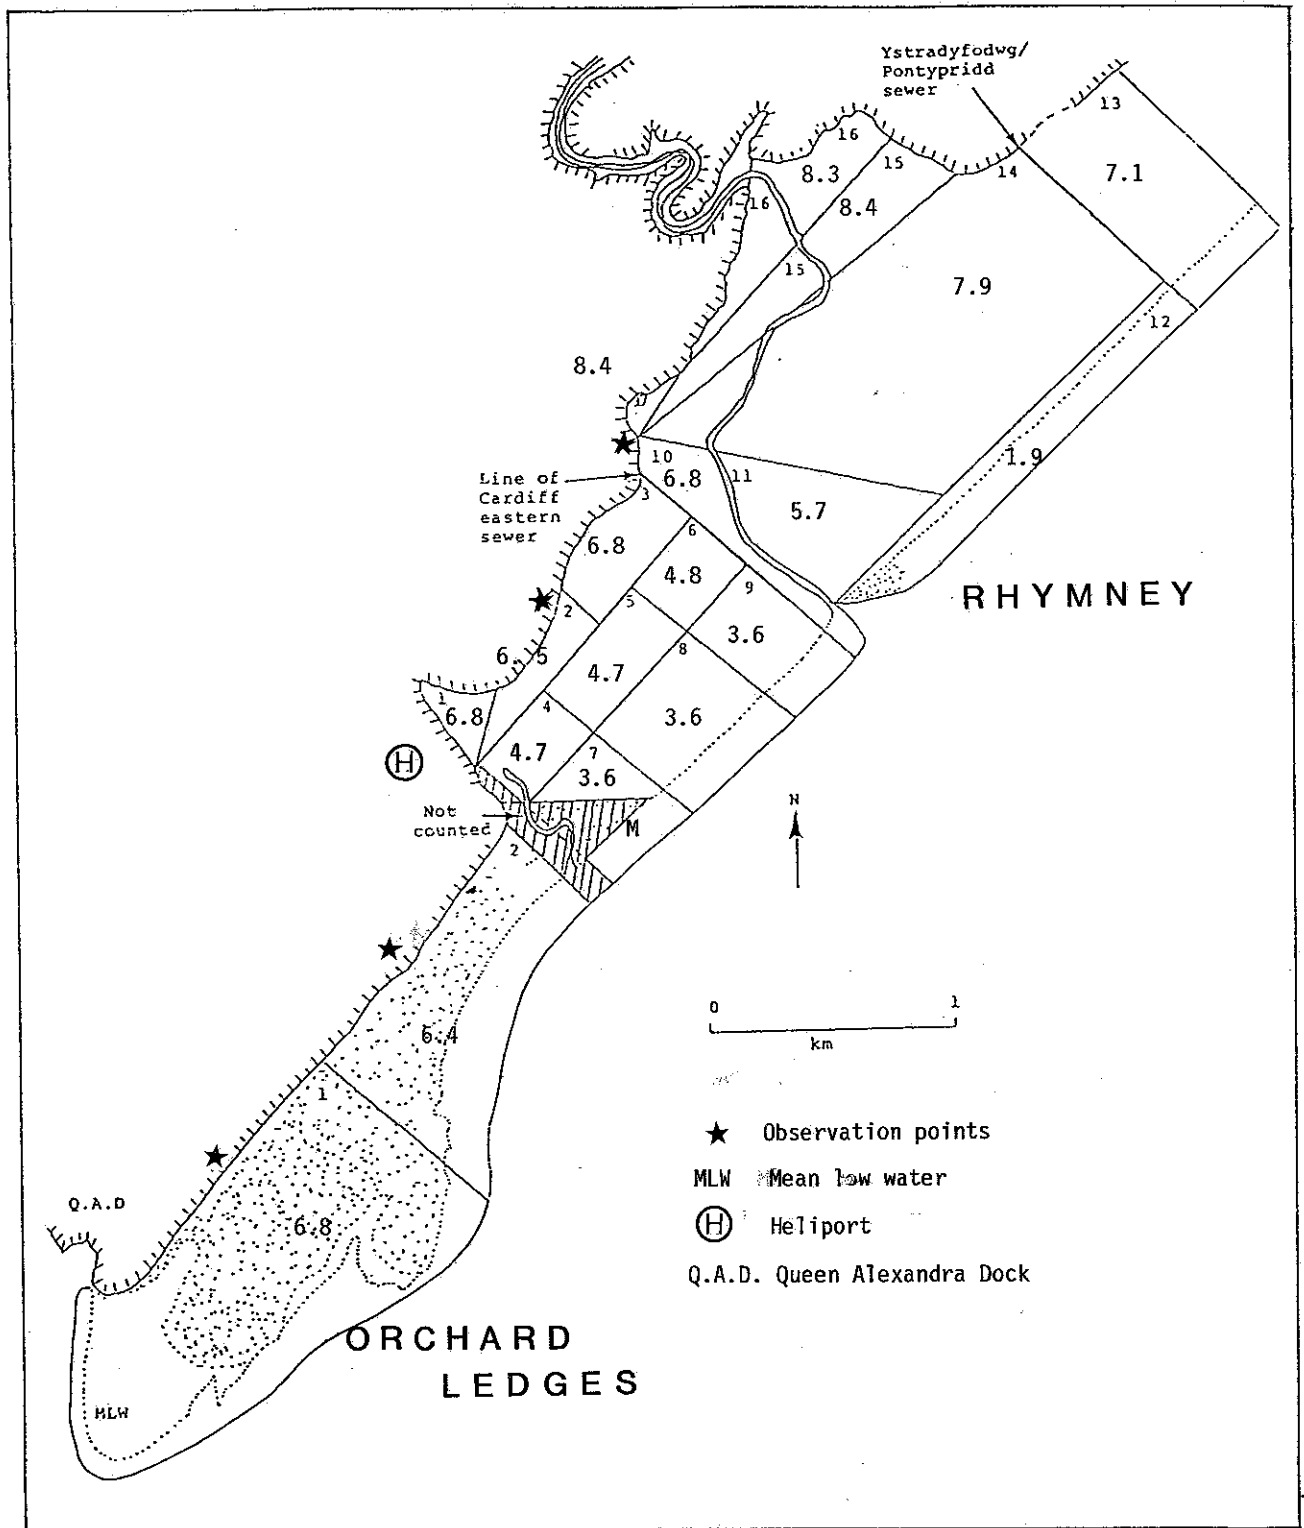 Ystradyfodwg/
Pontypridd
sewer
13
16
15
14
7.1
8.3
16
8.4
15
7.9
12
8.4
17
10
6.8
11
1.9
Line of
Cardiff
eastern
sewer
3
5.7
6
6.8
4.8
9
RHYMNEY
2
5
3.6
8
6.5
4.7
1
6.8
4
3.6
H
4.7
7
3.6
N
Not
counted
M
2
0 1
km
6.4
1
★ Observation points
MLW Mean low water
Q.A.D
6.8
H Heliport
Q.A.D. Queen Alexandra Dock
ORCHARD
LEDGES
MLW